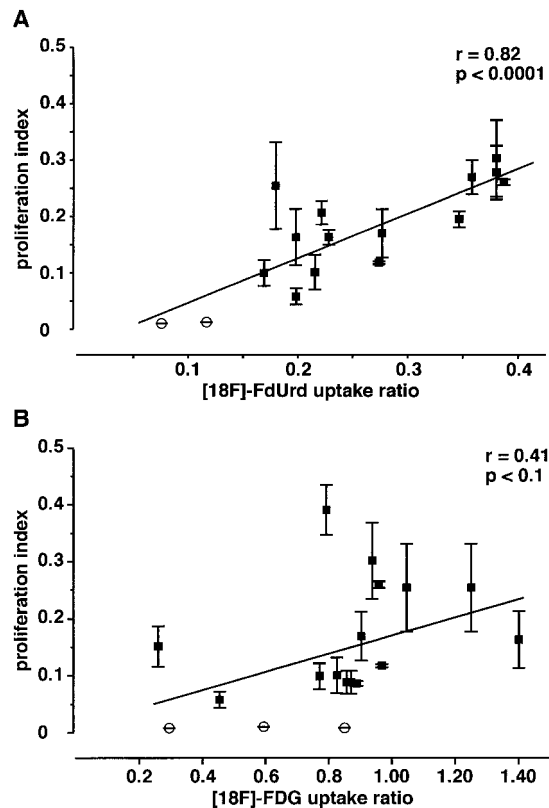 A
r = 0.82
p < 0.0001
proliferation index
0.5
0.4
0.3
0.2
0.1
0
0.1 0.2 0.3 0.4
[18F]-FdUrd uptake ratio
B
r = 0.41
p < 0.1
proliferation index
0.5
0.4
0.3
0.2
0.1
0
0.2 0.4 0.6 0.8 1.00 1.20 1.40
[18F]-FDG uptake ratio